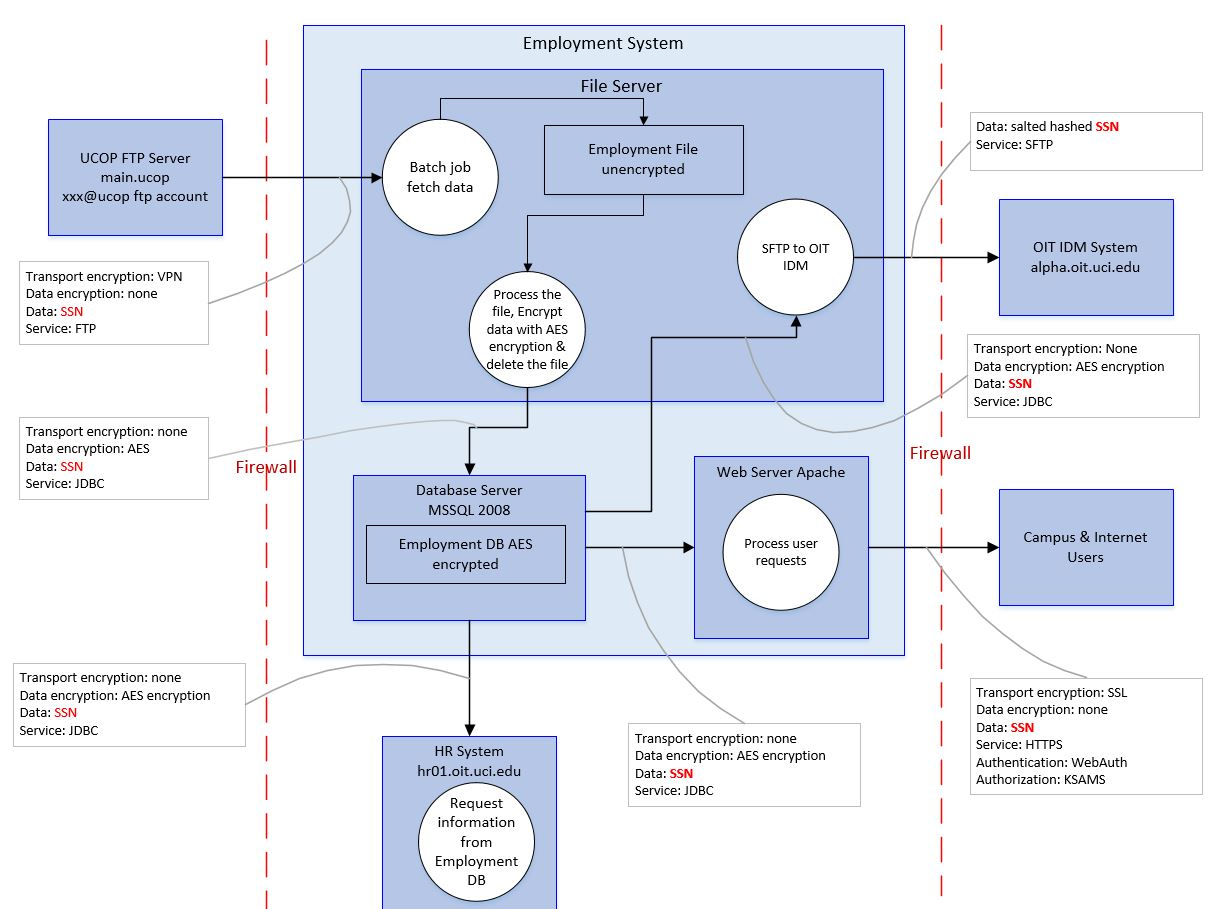 Employment System
File Server
UCOP FTP Server
main.ucop
xxx@ucop ftp account
Batch job
fetch data
Employment File
unencrypted
Data: salted hashed SSN
Service: SFTP
SFTP to OIT
IDM
OIT IDM System
alpha.oit.uci.edu
Transport encryption: VPN
Data encryption: none
Data: SSN
Service: FTP
Process the
file, Encrypt
data with AES
encryption &
delete the file
Transport encryption: None
Data encryption: AES encryption
Data: SSN
Service: JDBC
Transport encryption: none
Data encryption: AES
Data: SSN
Service: JDBC
Firewall
Firewall
Database Server
MSSQL 2008
Employment DB AES
encrypted
Web Server Apache
Process user
requests
Campus & Internet
Users
Transport encryption: none
Data encryption: AES encryption
Data: SSN
Service: JDBC
HR System
hr01.oit.uci.edu
Request
information
from
Employment
DB
Transport encryption: none
Data encryption: AES encryption
Data: SSN
Service: JDBC
Transport encryption: SSL
Data encryption: none
Data: SSN
Service: HTTPS
Authentication: WebAuth
Authorization: KSAMS